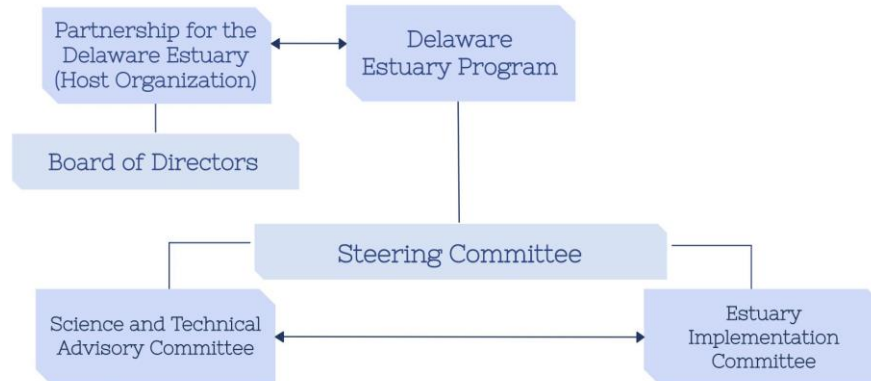 Partnership for the
Delaware Estuary
(Host Organization)
Delaware
Estuary Program
Board of Directors
Steering Committee
Science and Technical
Advisory Committee
Estuary
Implementation
Committee